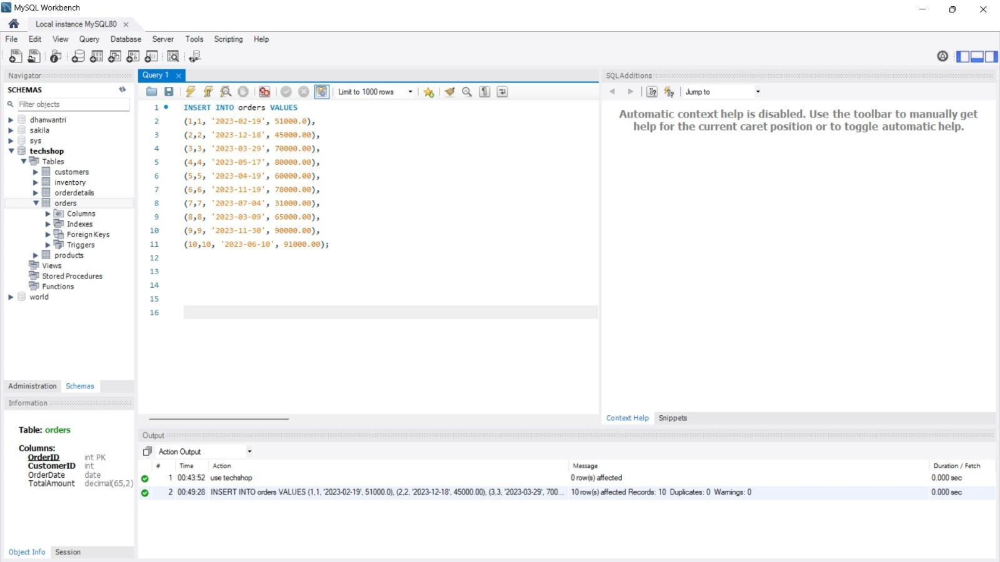 MySQL Workbench
Local instance MySQL80
File Edit View Query Database Server Tools Scripting Help
Navigator
SCHEMAS
Filter objects
dhanwantri
sakila
sys
techshop
Tables
customers
inventory
orderdetails
orders
Columns
Indexes
Foreign Keys
Triggers
products
Views
Stored Procedures
Functions
world
Administration Schemas
Information
Table: orders
Columns:
OrderID int PK
CustomerID int
OrderDate date
TotalAmount decimal(65,2)
Object Info Session
Query 1
Limit to 1000 rows
1 INSERT INTO orders VALUES
2 (1,1, '2023-02-19', 51000.0),
3 (2,2, '2023-12-18', 45000.00),
4 (3,3, '2023-03-29', 70000.00),
5 (4,4, '2023-05-17', 80000.00),
6 (5,5, '2023-04-19', 60000.00),
7 (6,6, '2023-11-19', 78000.00),
8 (7,7, '2023-07-04', 31000.00),
9 (8,8, '2023-03-09', 65000.00),
10 (9,9, '2023-11-30', 90000.00),
11 (10,10, '2023-06-10', 91000.00);
12
13
14
15
16
SQLAdditions
Jump to
Automatic context help is disabled. Use the toolbar to manually get
help for the current caret position or to toggle automatic help.
Context Help Snippets
Output
Action Output
# Time Action Message Duration / Fetch
1 00:43:52 use techshop 0 row(s) affected 0.000 sec
2 00:49:28 INSERT INTO orders VALUES (1,1, '2023-02-19', 51000.0), (2,2, '2023-12-18', 45000.00), (3,3, '2023-03-29', 700... 10 row(s) affected Records: 10 Duplicates: 0 Warnings: 0 0.000 sec